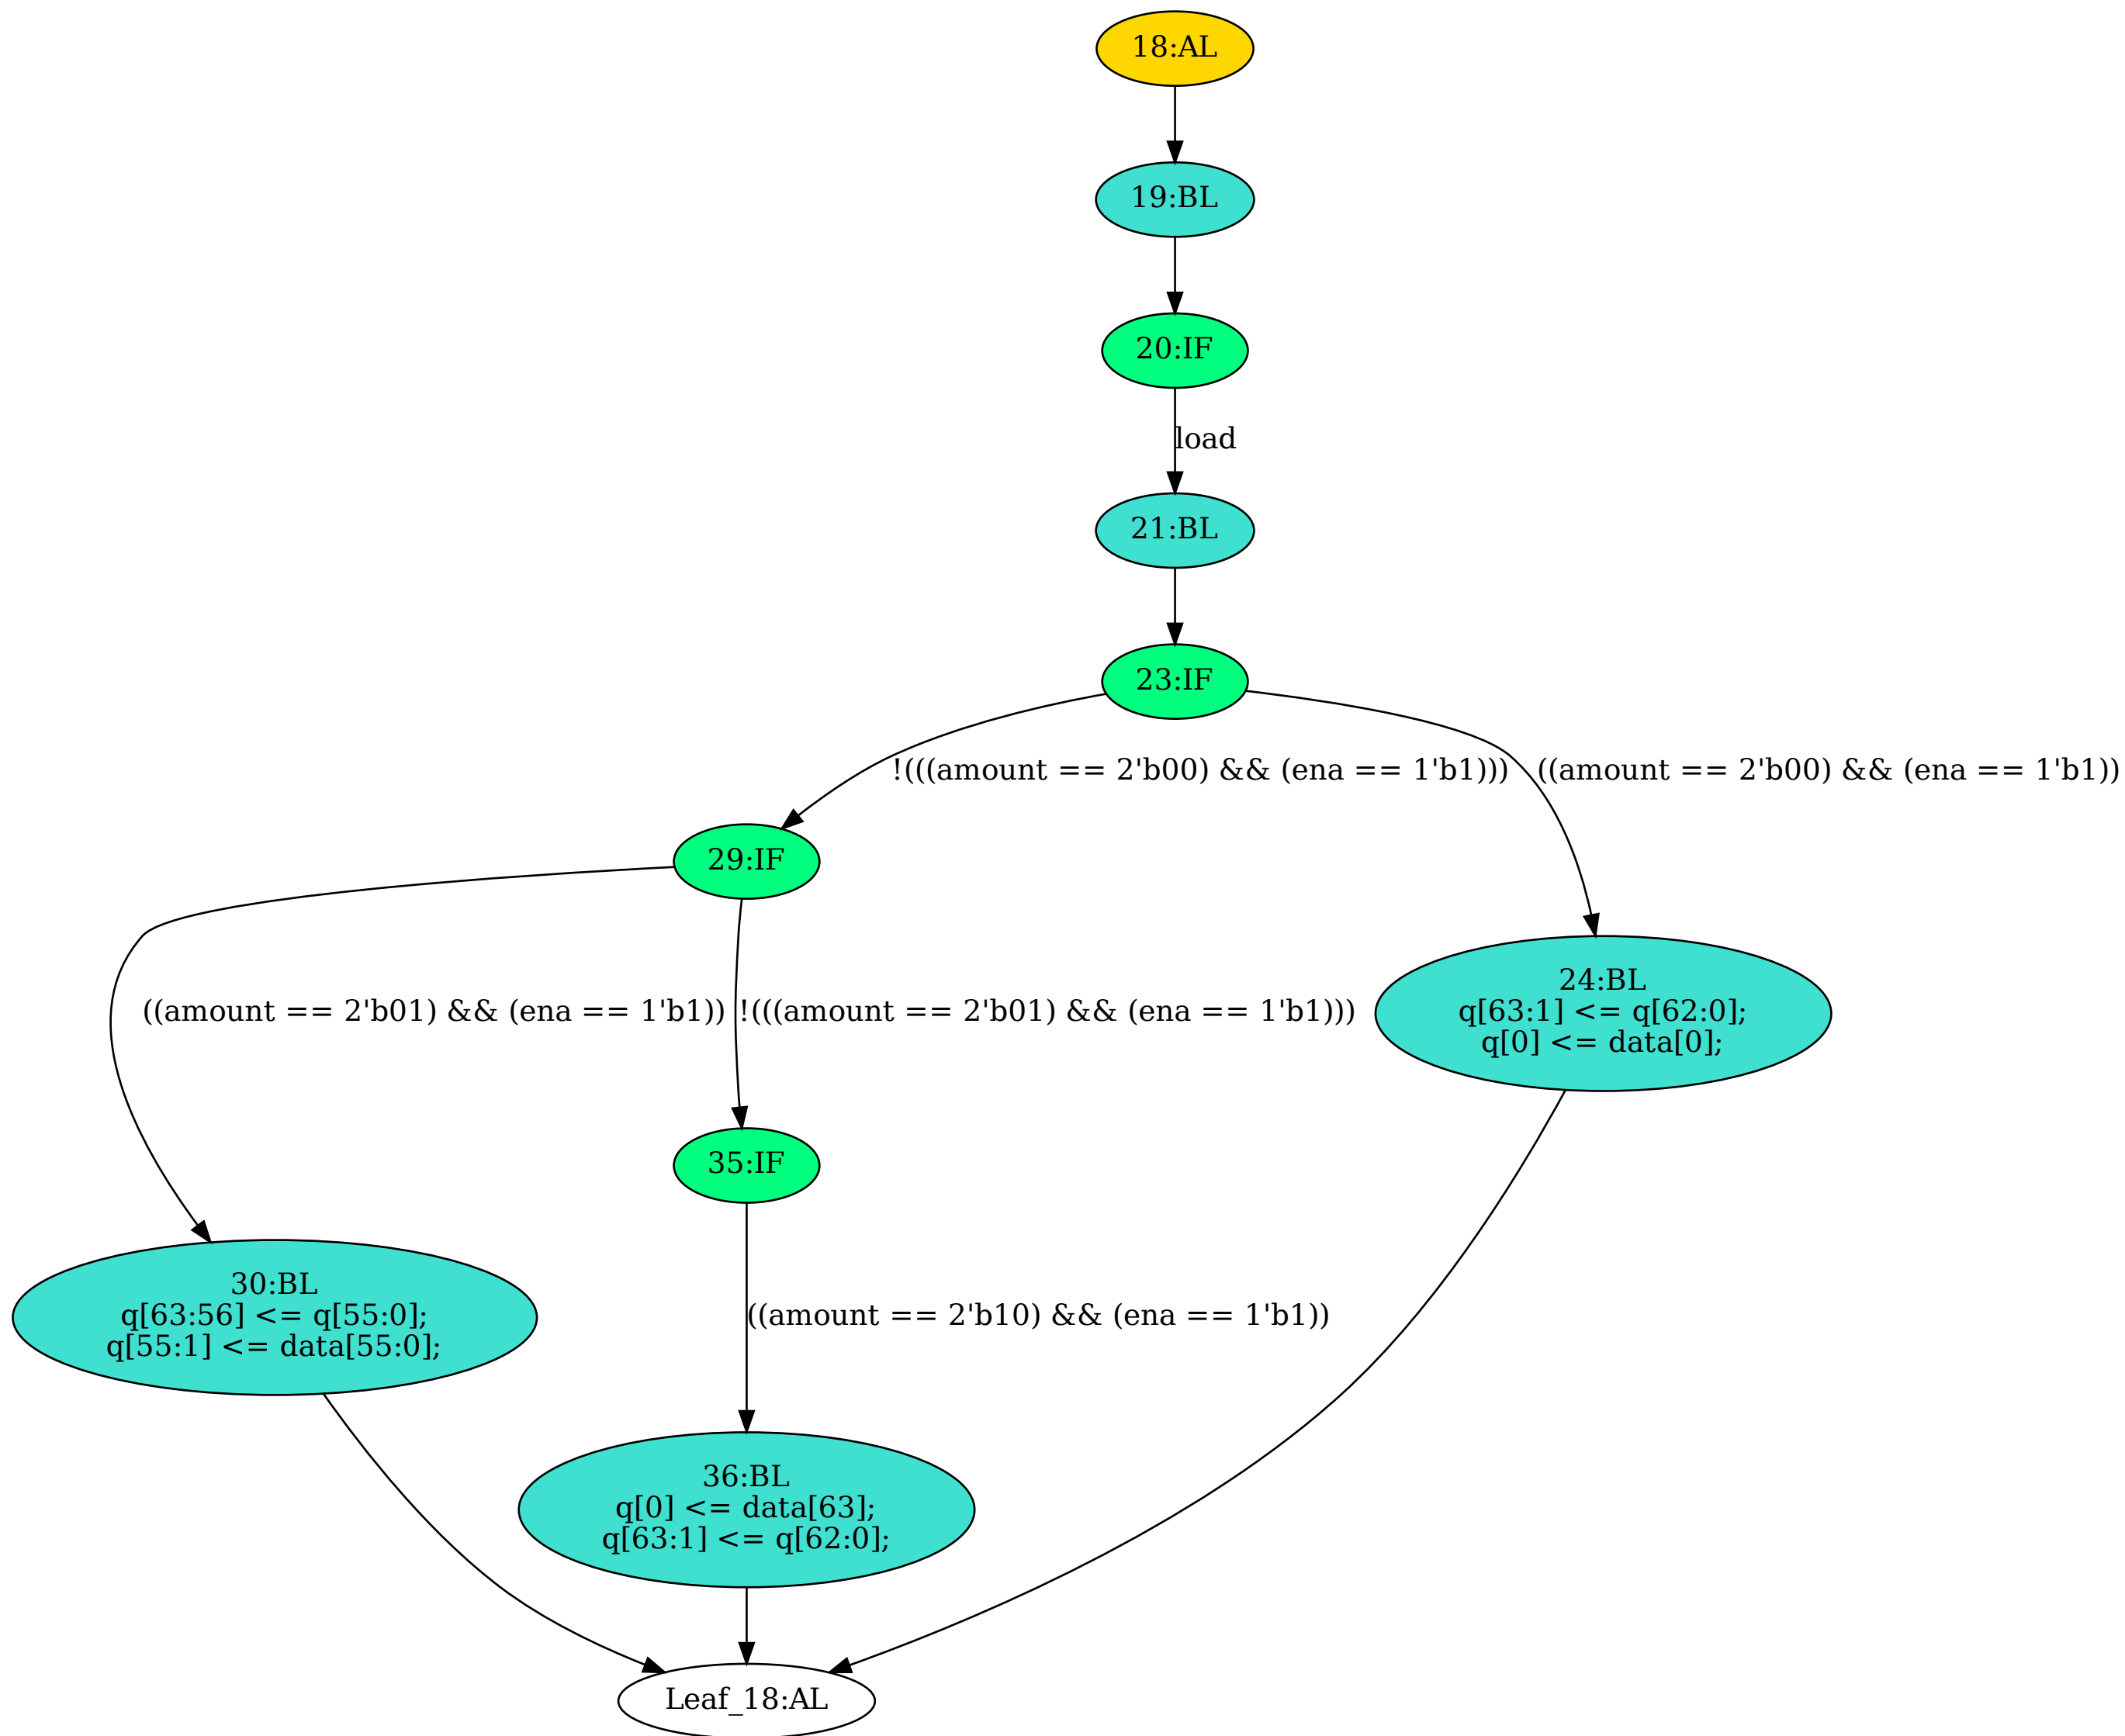 18:AL
19:BL
20:IF
load
21:BL
23:IF
!(((amount == 2'b00) && (ena == 1'b1)))
((amount == 2'b00) && (ena == 1'b1))
29:IF
24:BL
q[63:1] <= q[62:0];
q[0] <= data[0];
((amount == 2'b01) && (ena == 1'b1))
!(((amount == 2'b01) && (ena == 1'b1)))
35:IF
30:BL
q[63:56] <= q[55:0];
q[55:1] <= data[55:0];
((amount == 2'b10) && (ena == 1'b1))
36:BL
q[0] <= data[63];
q[63:1] <= q[62:0];
Leaf_18:AL